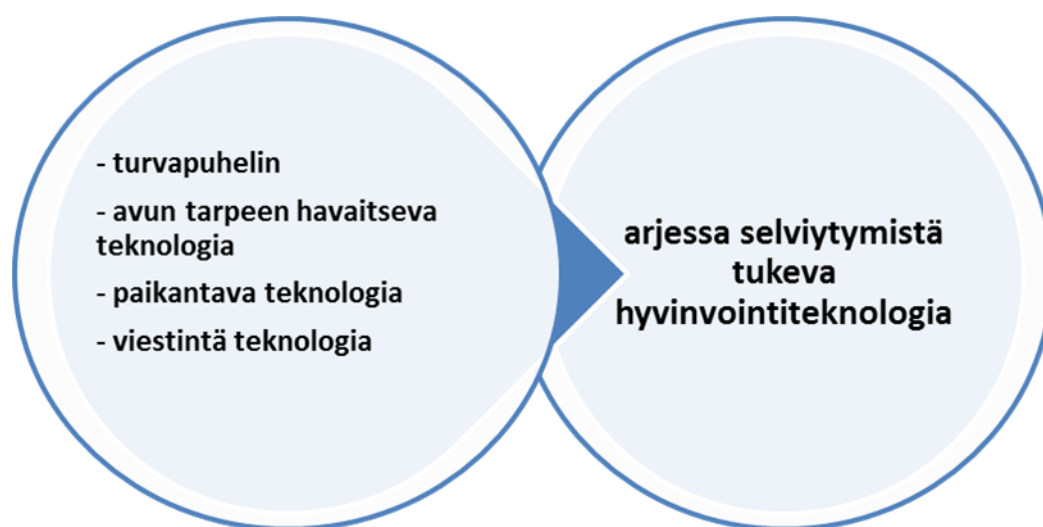 - turvapuhelin
- avun tarpeen havaitseva
teknologia
- paikantava teknologia
- viestintä teknologia
arjessa selviytymistä
tukeva
hyvinvointiteknologia